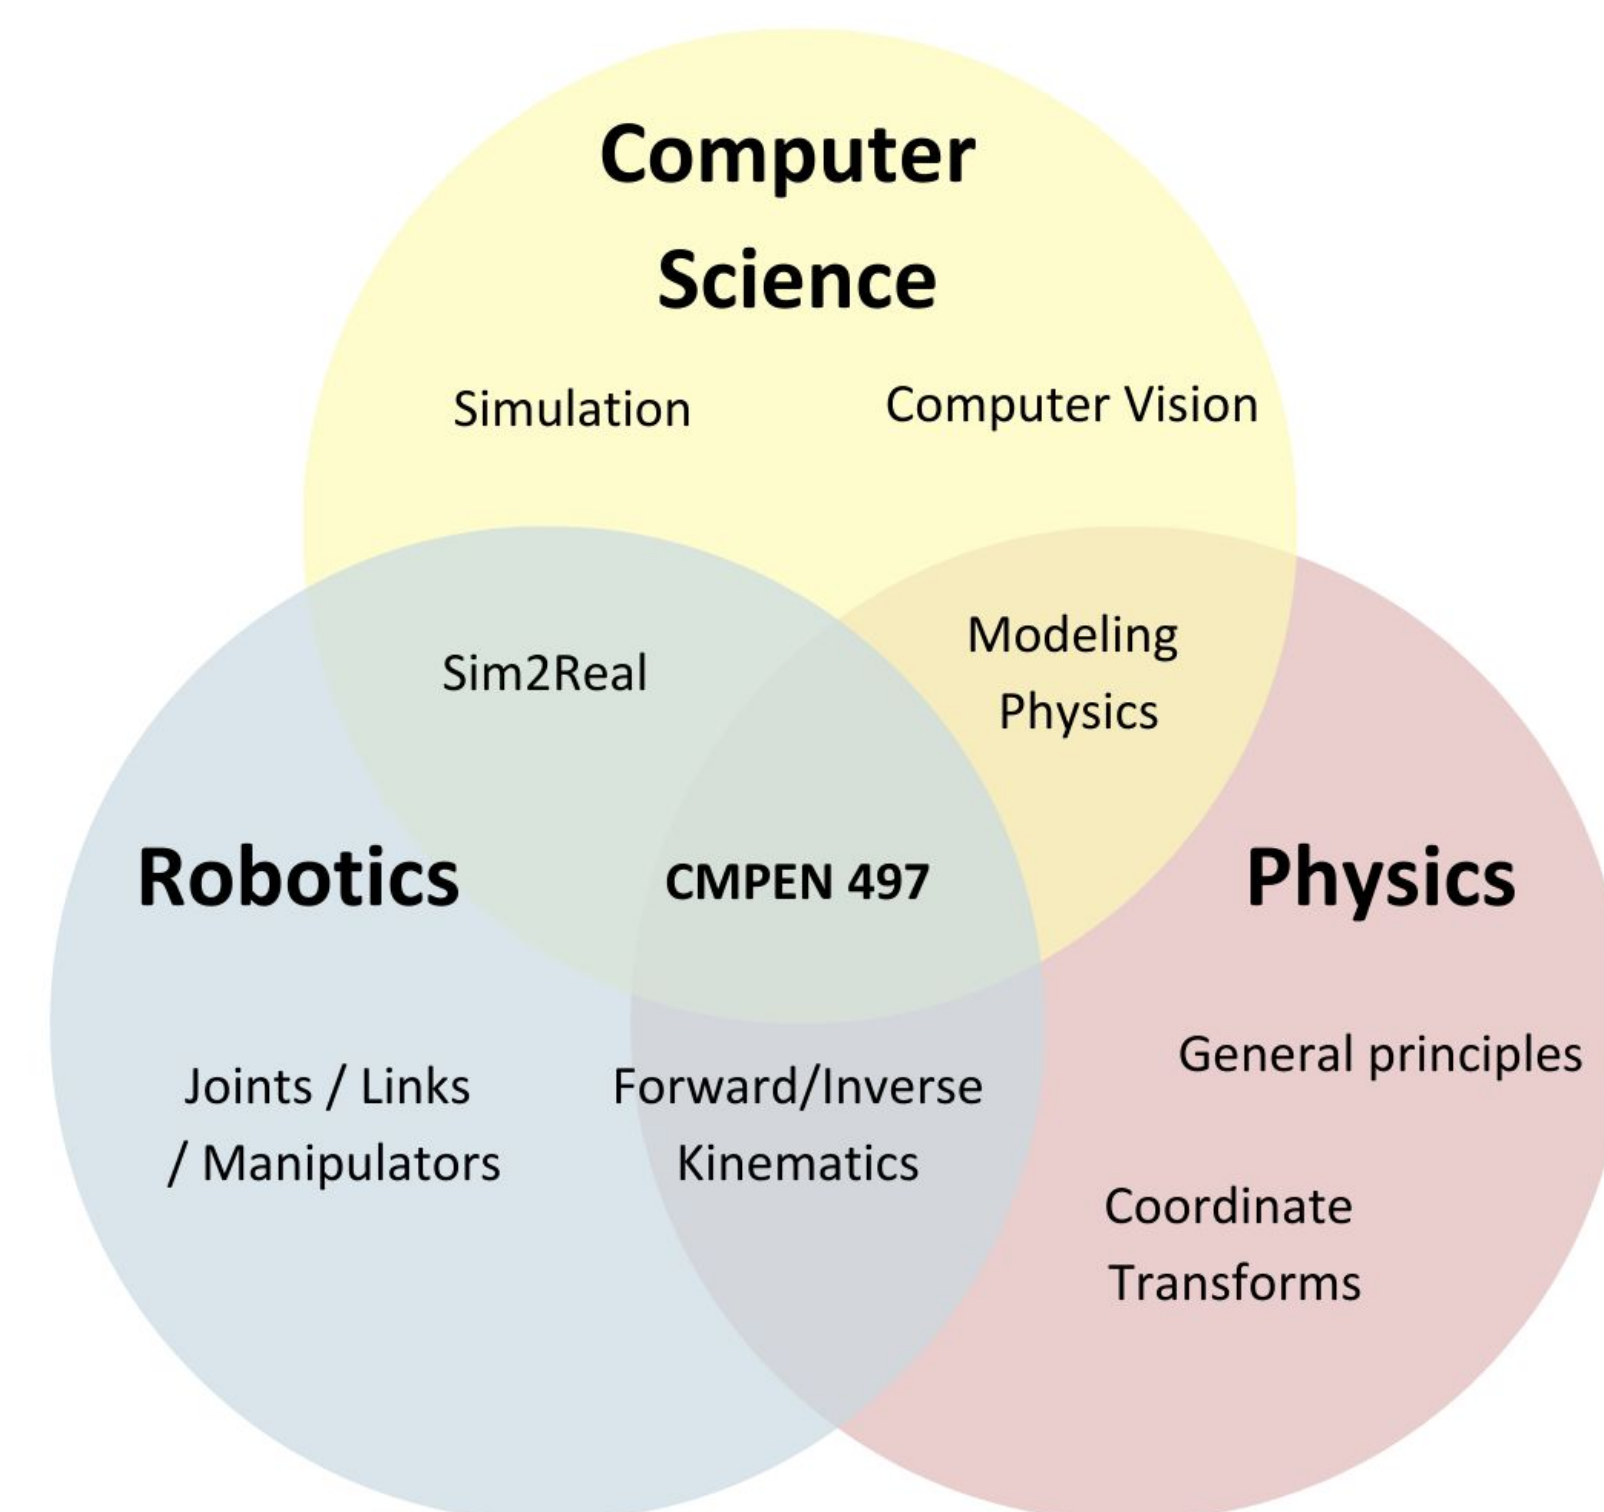 Computer
Science
Simulation
Computer Vision
Sim2Real
Modeling
Physics
Robotics
CMPEN 497
Physics
Joints / Links
/ Manipulators
Forward/Inverse
Kinematics
General principles
Coordinate
Transforms